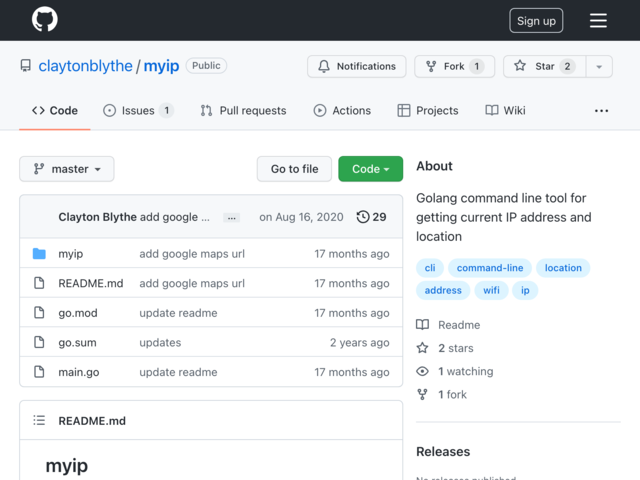 Sign up
claytonblythe / myip Public
Notifications Fork 1 Star 2
Code Issues 1 Pull requests Actions Projects Wiki ...
master Go to file Code
Clayton Blythe add google ... ... on Aug 16, 2020 29
myip add google maps url 17 months ago
README.md add google maps url 17 months ago
go.mod update readme 17 months ago
go.sum updates 2 years ago
main.go update readme 17 months ago
README.md
myip
About
Golang command line tool for
getting current IP address and
location
cli command-line location
address wifi ip
Readme
2 stars
1 watching
1 fork
Releases
No releases published